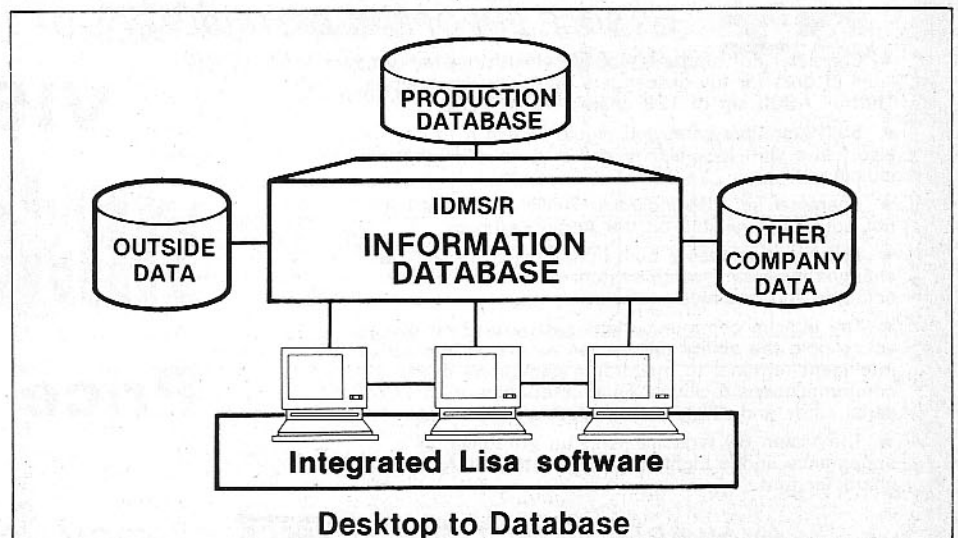 PRODUCTION
DATABASE
IDMS/R
INFORMATION
DATABASE
OUTSIDE
DATA
OTHER
COMPANY
DATA
Integrated Lisa software
Desktop to Database